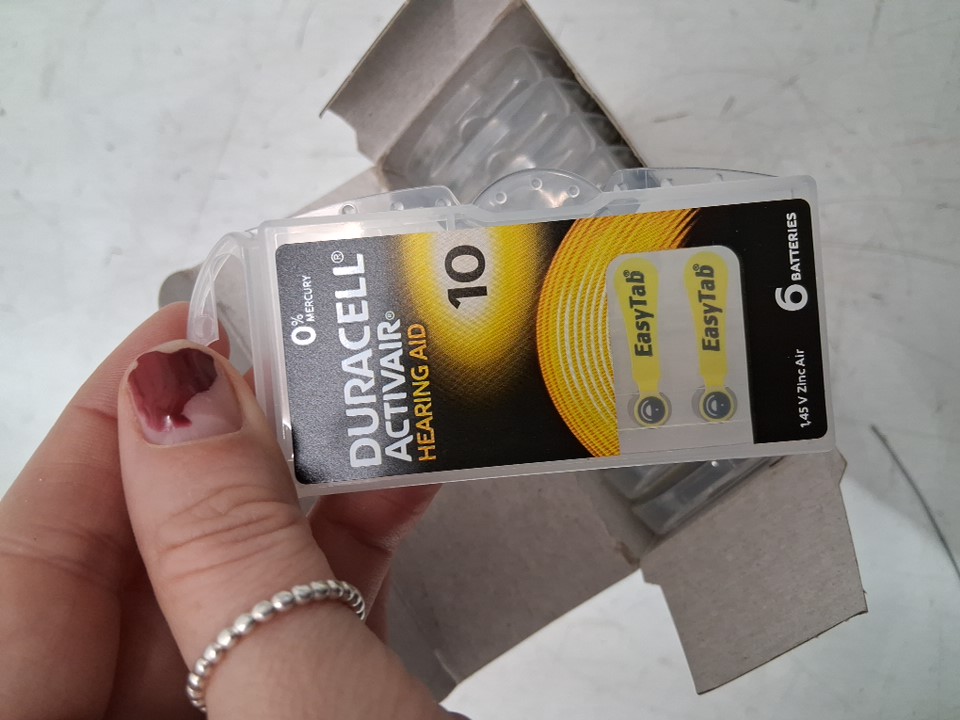 0%
MERCURY
DURACELL®
ACTIVAIR®
HEARING AID
10
EasyTab®
EasyTab®
6 BATTERIES
1,45 V Zinc Air